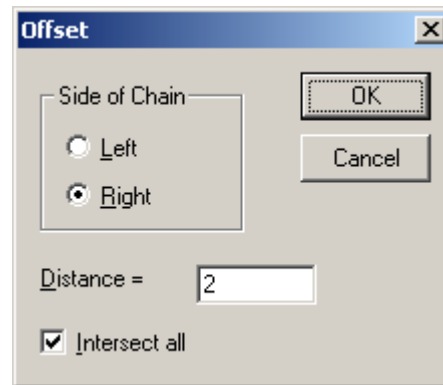 Offset
Side of Chain
OK
Left
Cancel
Right
Distance =
2
Intersect all